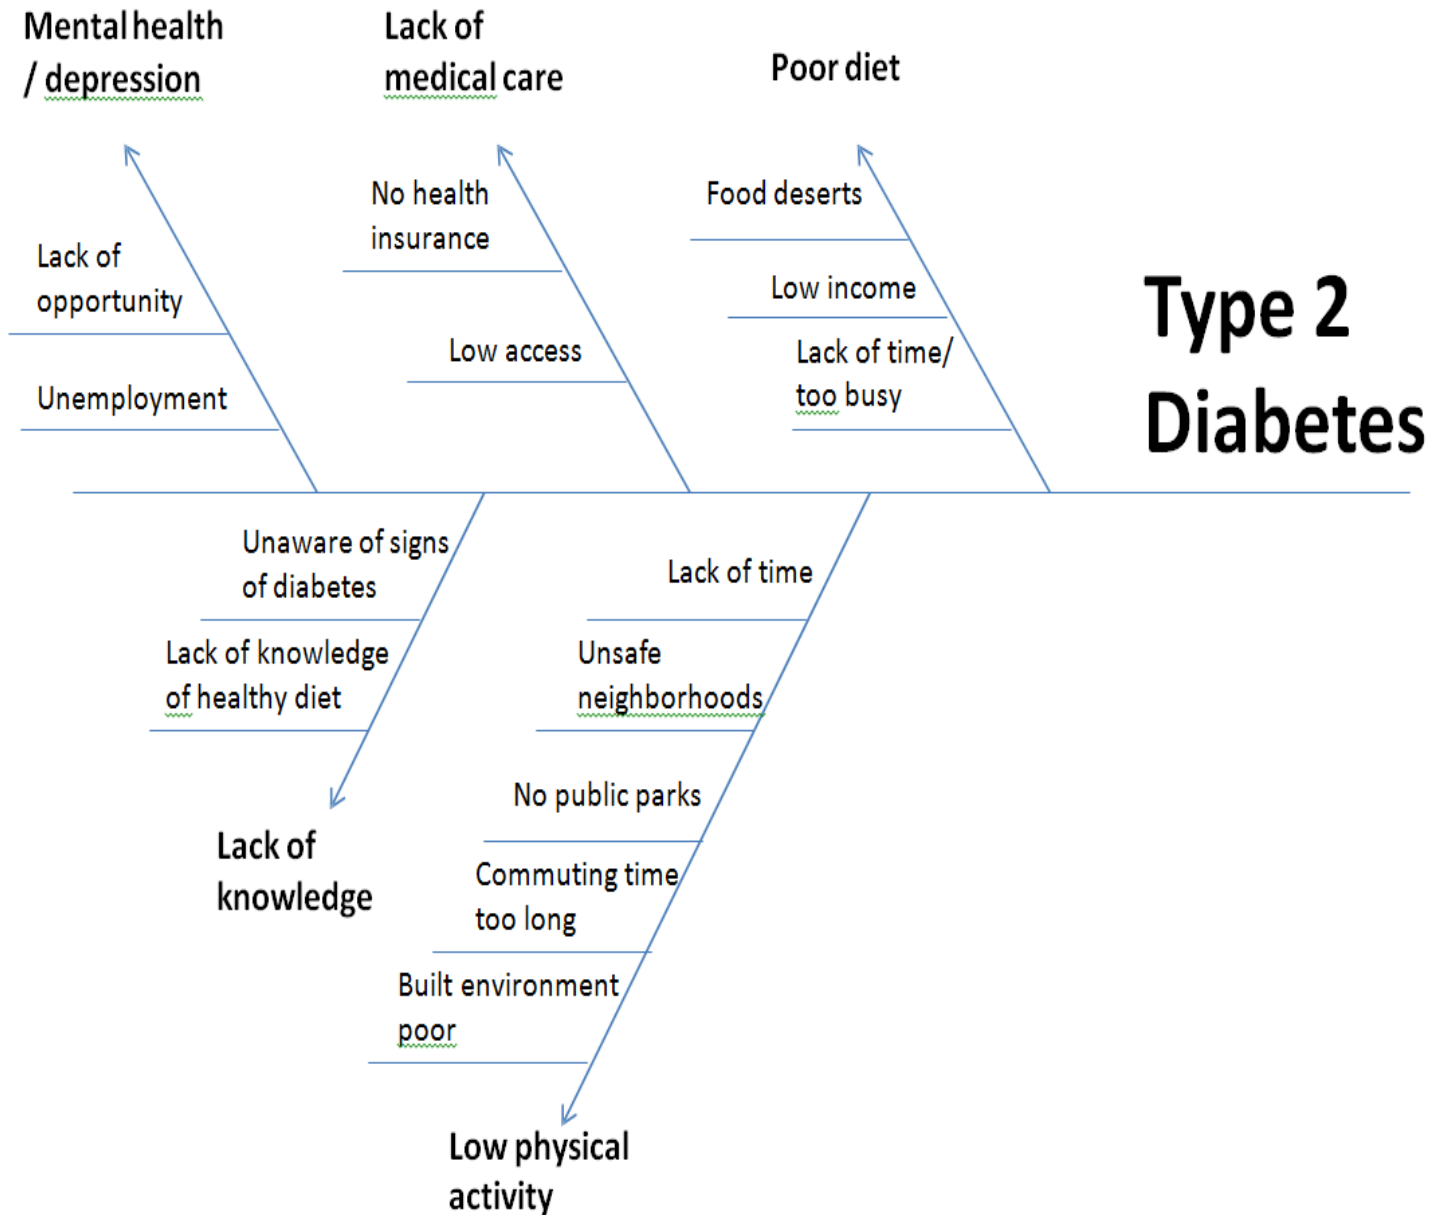 Mental health
/ depression
Lack of
medical care
Poor diet
No health
insurance
Food deserts
Lack of
opportunity
Low income
Low access
Lack of time/
too busy
Unemployment
Type 2
Diabetes
Unaware of signs
of diabetes
Lack of time
Lack of knowledge
of healthy diet
Unsafe
neighborhoods
No public parks
Lack of
knowledge
Commuting time
too long
Built environment
poor
Low physical
activity